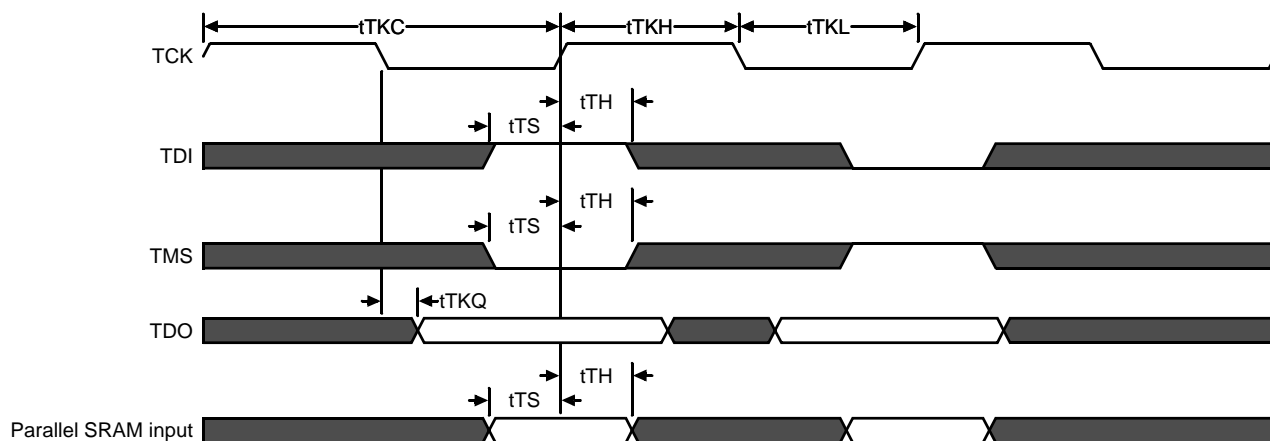 tTKC tTKH tTKL
TCK
tTH
tTS
TDI
tTH
tTS
TMS
tTKQ
TDO
tTH
tTS
Parallel SRAM input